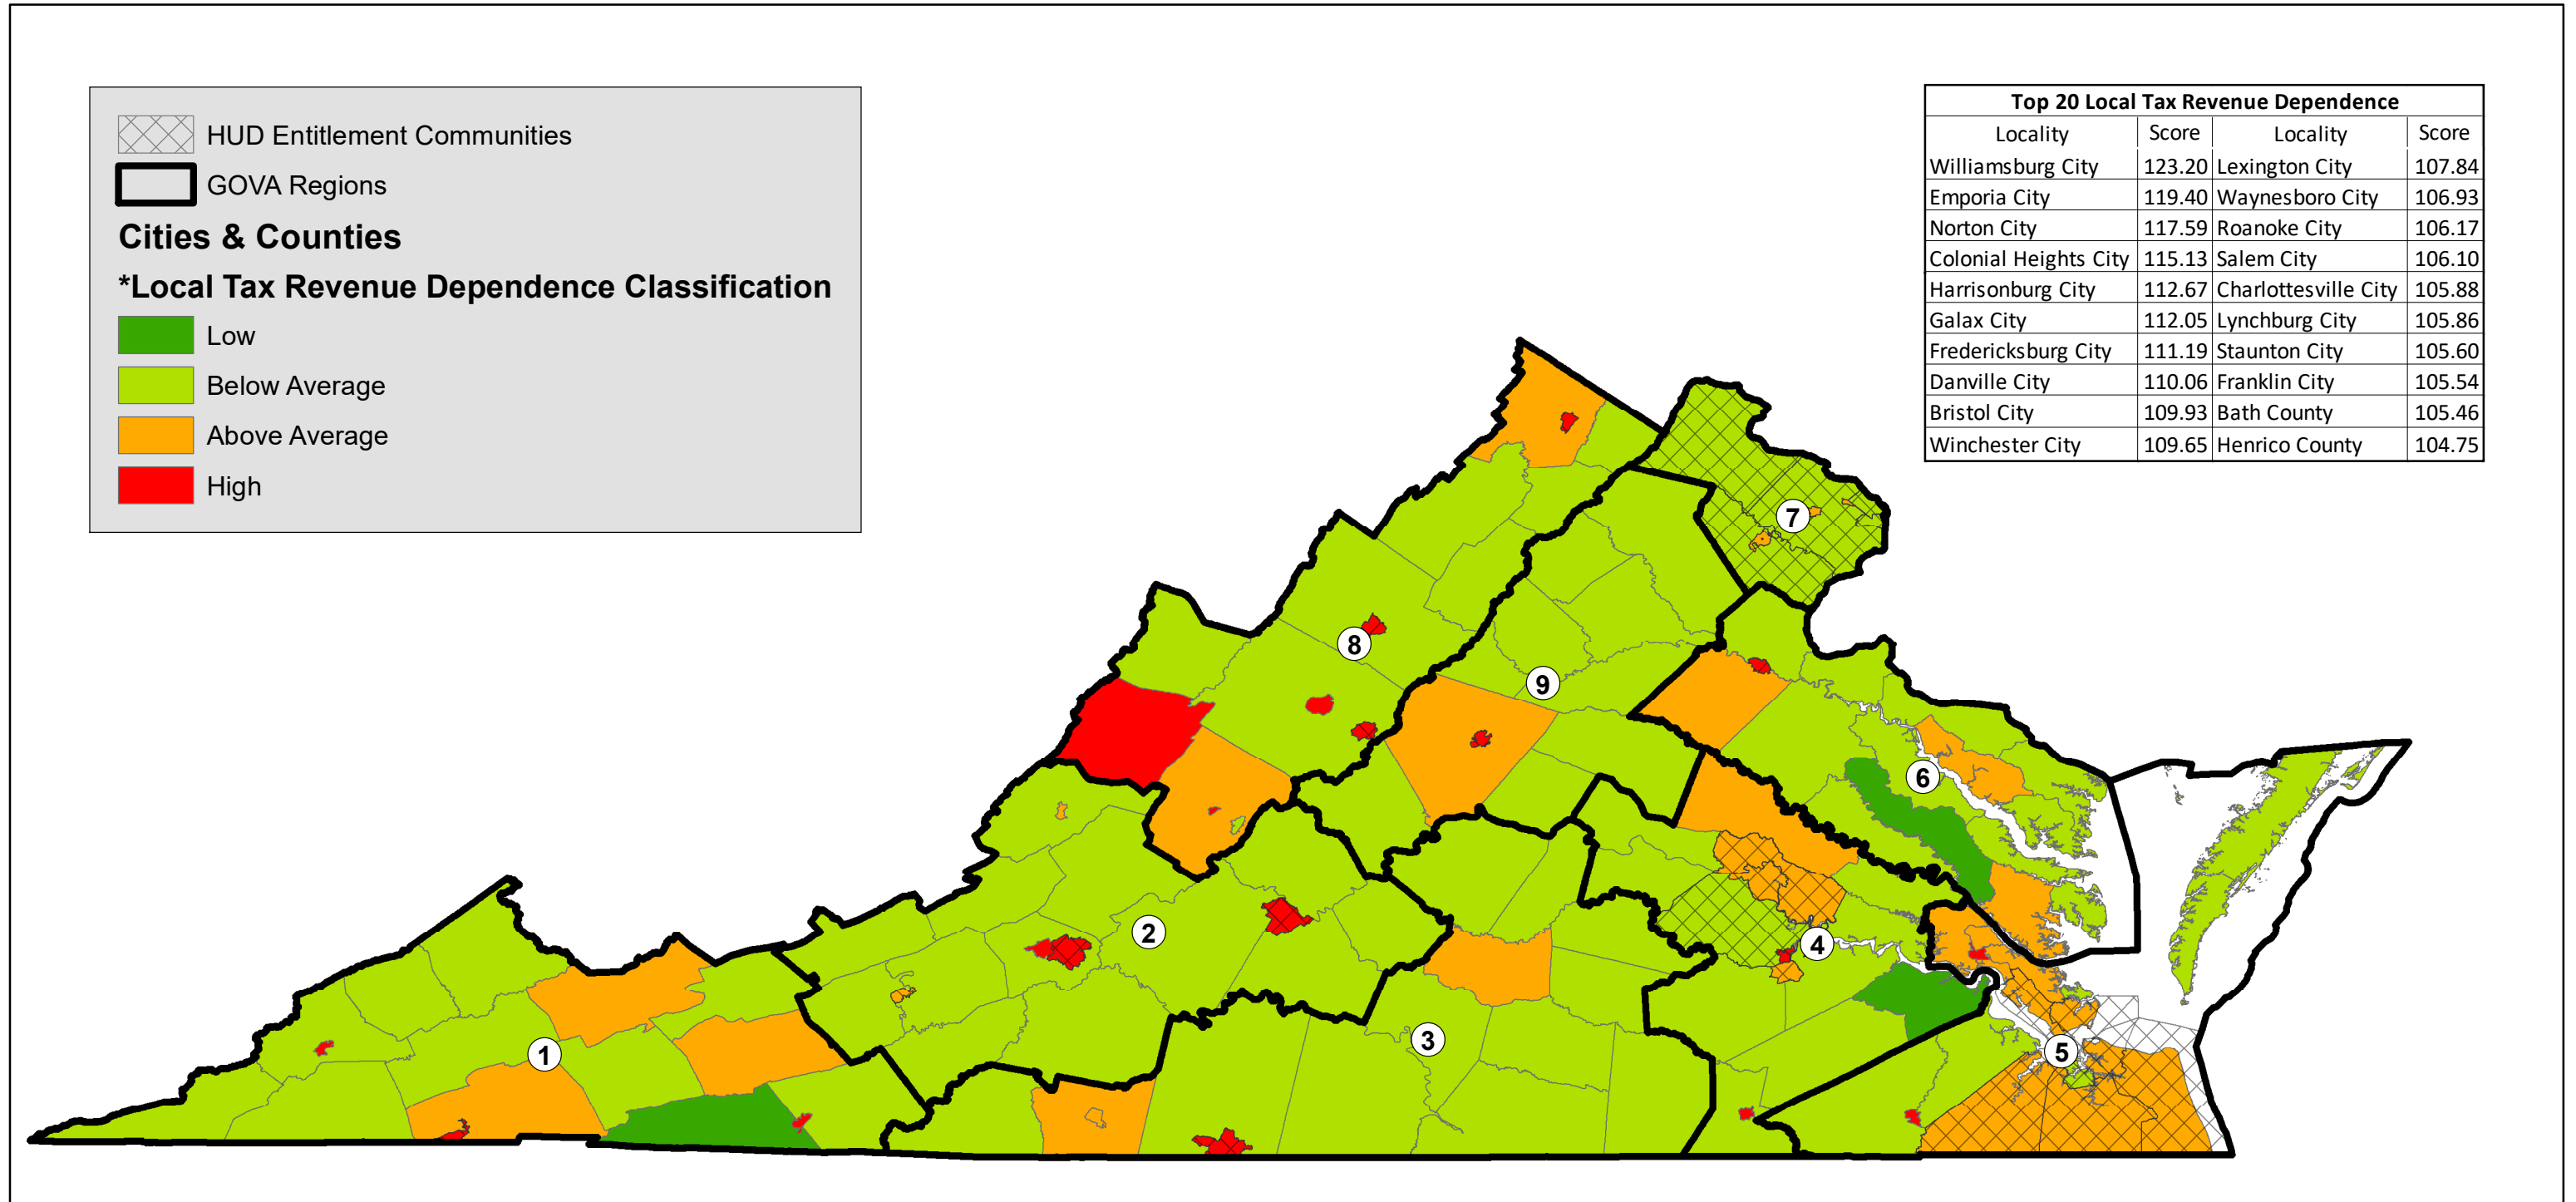 HUD Entitlement Communities
GOVA Regions
Cities & Counties
*Local Tax Revenue Dependence Classification
Low
Below Average
Above Average
High
Top 20 Local Tax Revenue Dependence
Locality Score Locality Score
Williamsburg City 123.20 Lexington City 107.84
Emporia City 119.40 Waynesboro City 106.93
Norton City 117.59 Roanoke City 106.17
Colonial Heights City 115.13 Salem City 106.10
Harrisonburg City 112.67 Charlottesville City 105.88
Galax City 112.05 Lynchburg City 105.86
Fredericksburg City 111.19 Staunton City 105.60
Danville City 110.06 Franklin City 105.54
Bristol City 109.93 Bath County 105.46
Winchester City 109.65 Henrico County 104.75
7
8
9
6
2
4
3
5
1